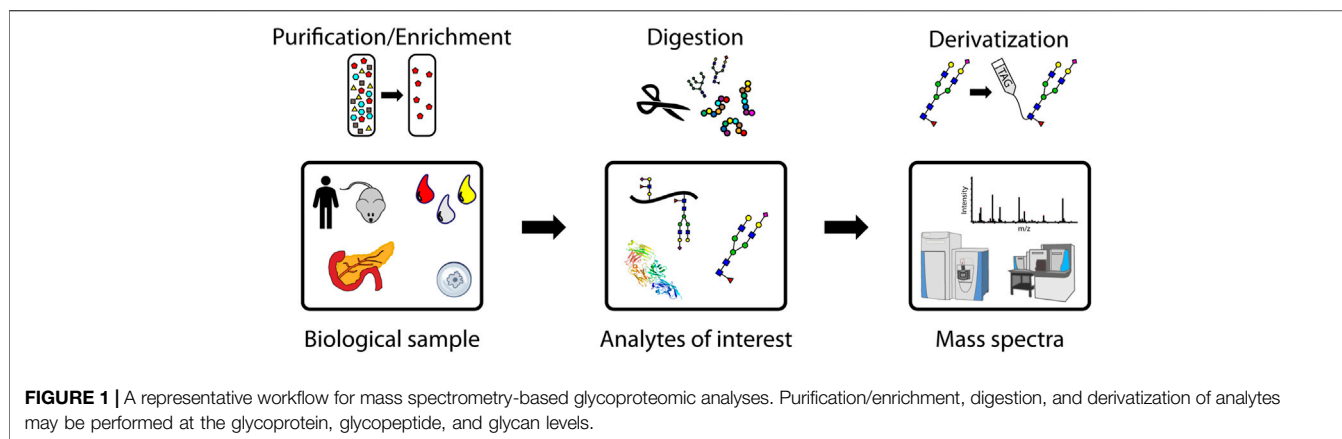 Purification/Enrichment
Digestion
Derivatization
TAG
Intensity
m/z
Biological sample
Analytes of interest
Mass spectra
FIGURE 1 | A representative workflow for mass spectrometry-based glycoproteomic analyses. Purification/enrichment, digestion, and derivatization of analytes
may be performed at the glycoprotein, glycopeptide, and glycan levels.